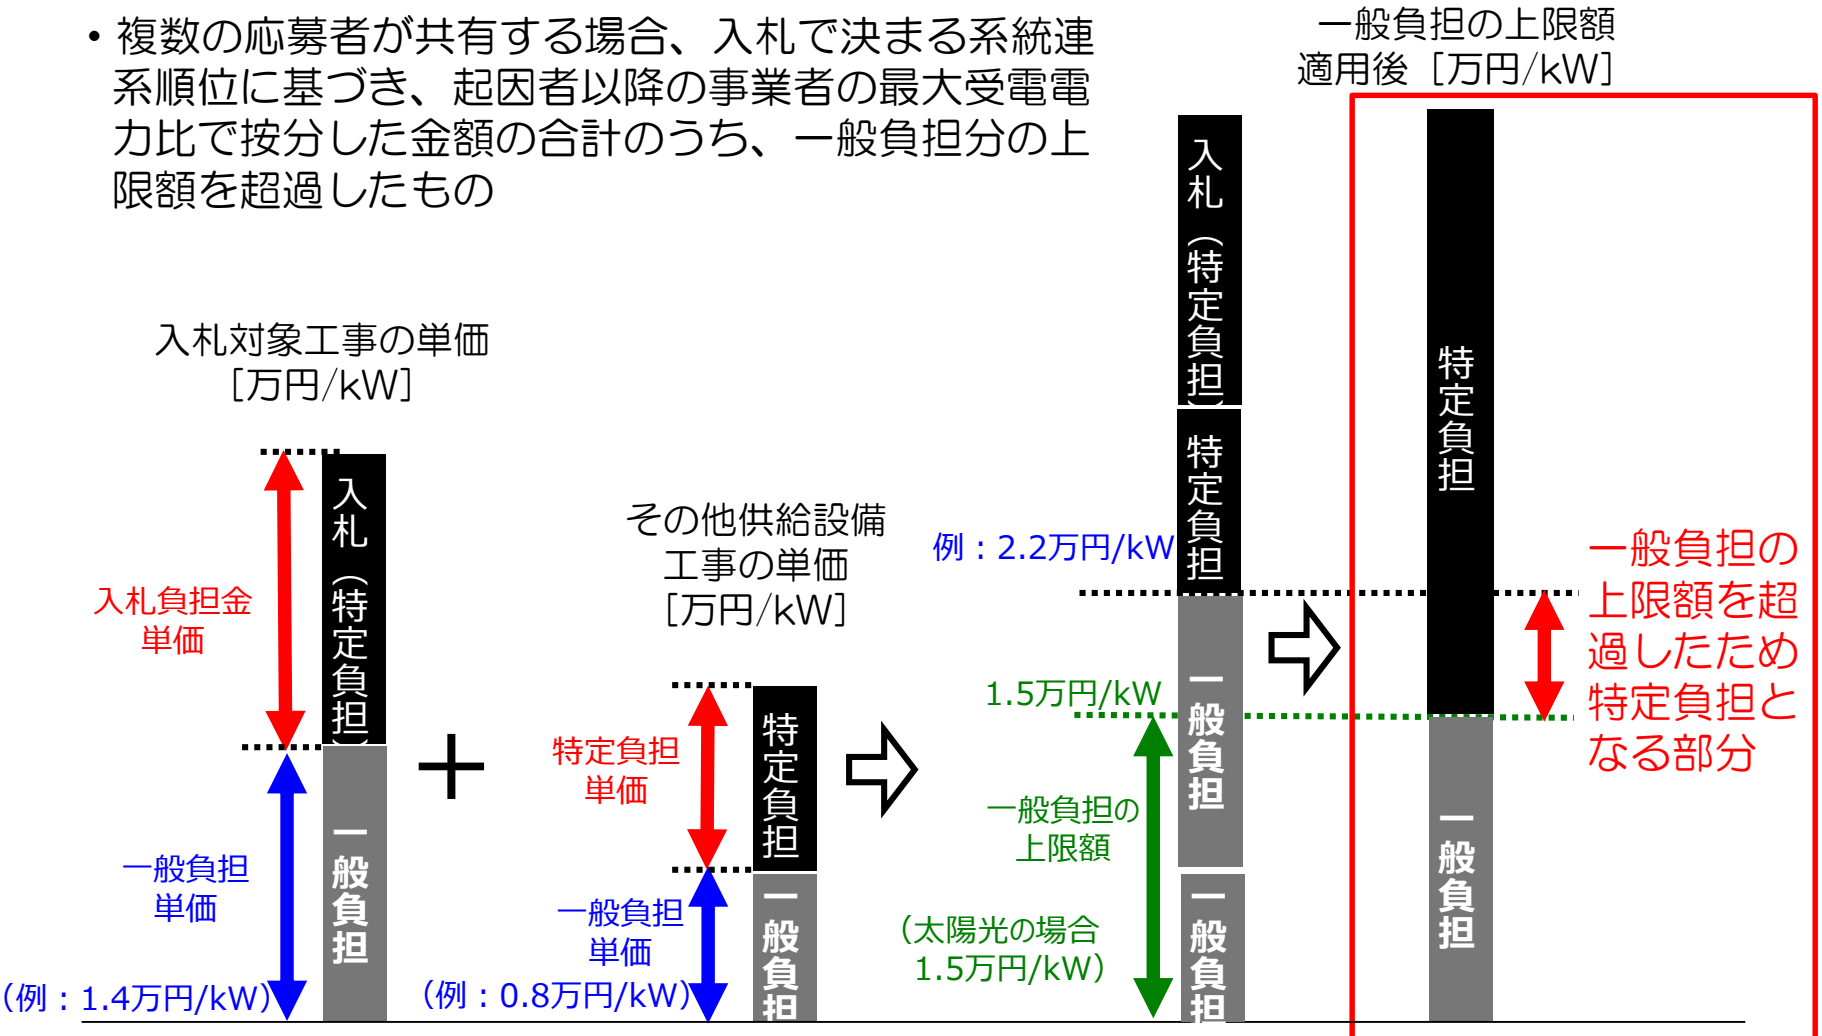 ・複数の応募者が共有する場合、入札で決まる系統連
系順位に基づき、起因者以降の事業者の最大受電電
力比で按分した金額の合計のうち、一般負担分の上
限額を超過したもの
一般負担の上限額
適用後［万円/kW］
入札対象工事の単価
［万円/kW］
入札（特定負担）
一般負担
入札負担金
単価
一般負担
単価
（例：1.4万円/kW）
＋
その他供給設備
工事の単価
［万円/kW］
特定負担
一般負担
特定負担
単価
一般負担
単価
（例：0.8万円/kW）
入札（特定負担）
特定負担
一般負担
一般負担
例：2.2万円/kW
1.5万円/kW
一般負担の
上限額
（太陽光の場合
1.5万円/kW）
特定負担
一般負担
一般負担の
上限額を超
過したため
特定負担と
なる部分